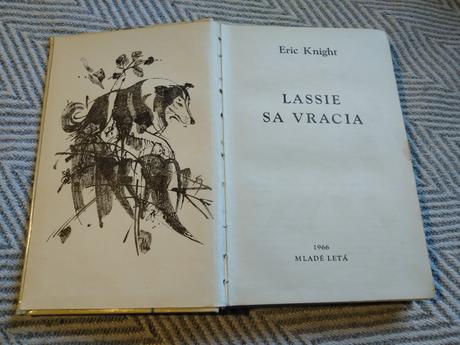 Eric Knight
LASSIE
SA VRACIA
1966
MLADÉ LETÁ